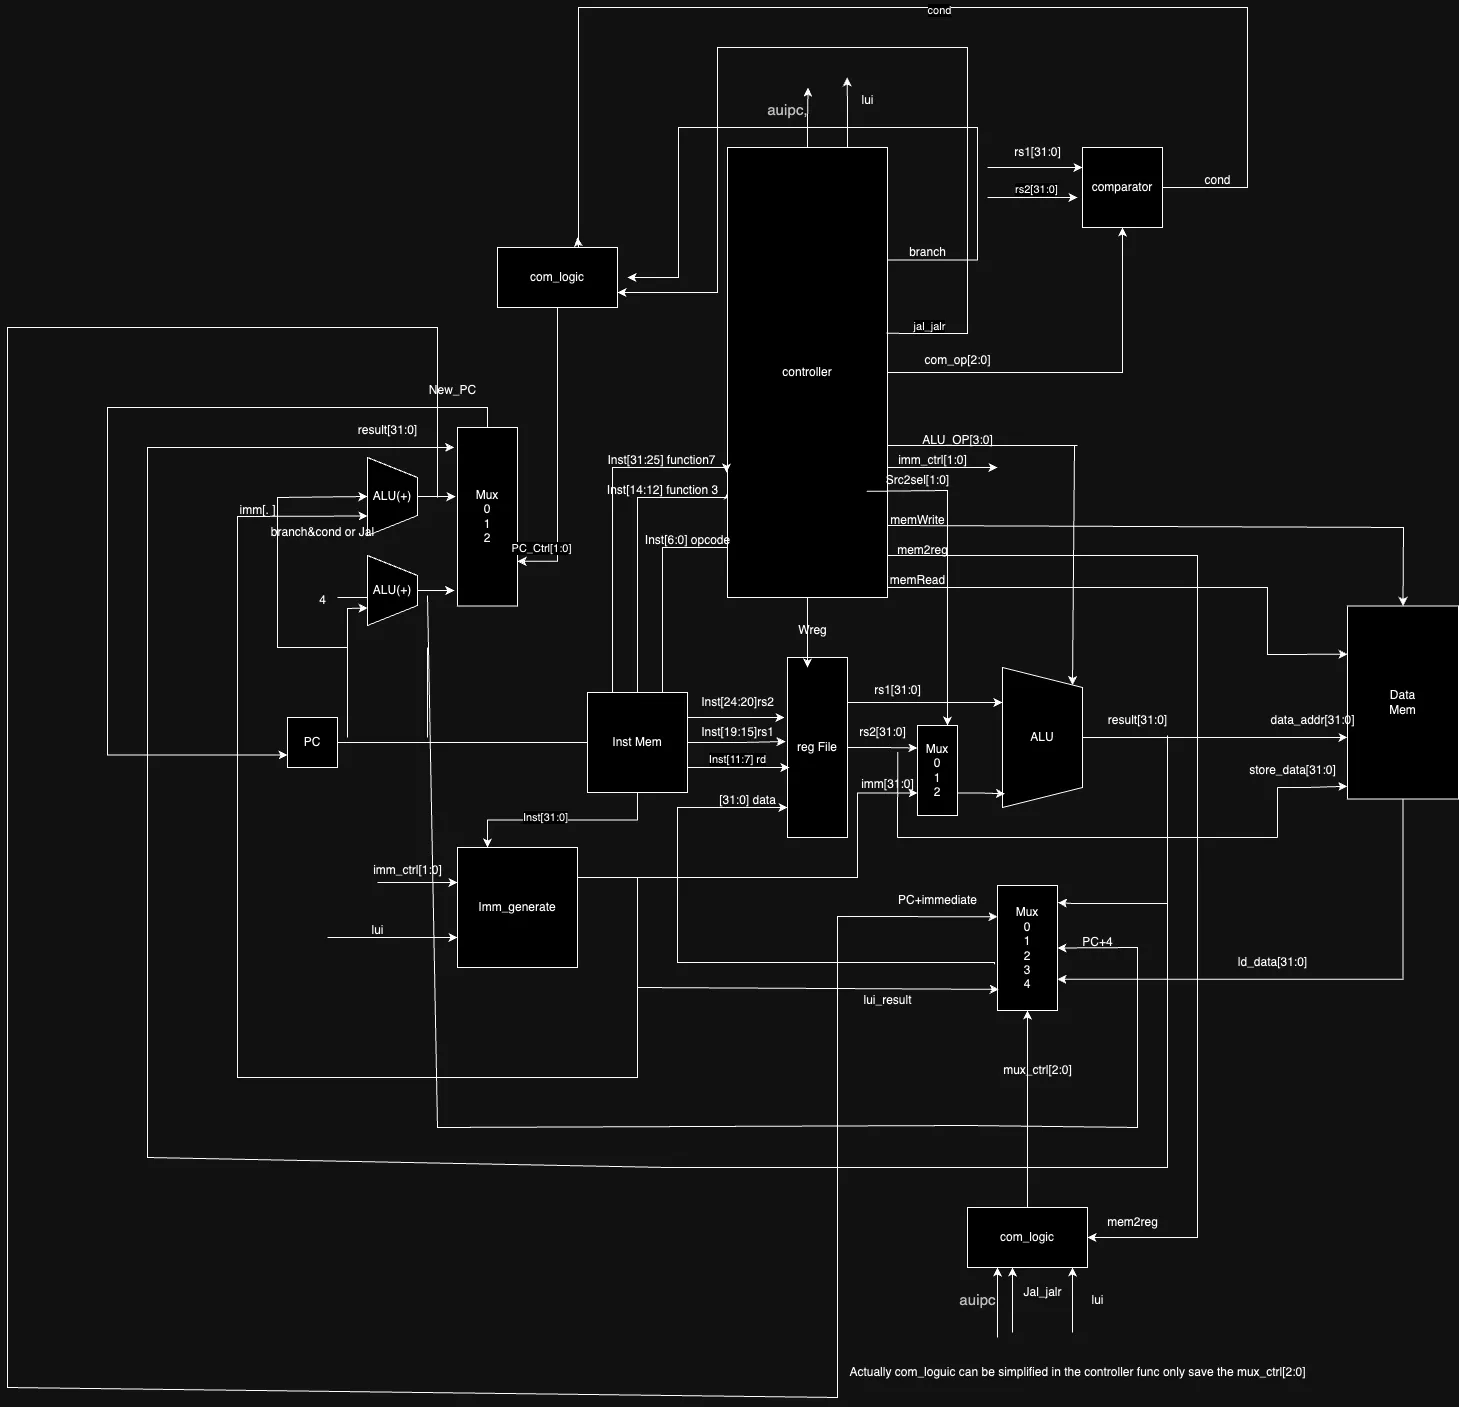 cond
auipc,
lui
rs1[31:0]
comparator
cond
rs2[31:0]
branch
com_logic
jal_jalr
com_op[2:0]
controller
New_PC
result[31:0]
ALU_OP[3:0]
Inst[31:25] function7
imm_ctrl[1:0]
Src2sel[1:0]
Inst[14:12] function 3
ALU(+)
Mux
0
1
2
imm[. ]
branch&cond or Jal
memWrite
Inst[6:0] opcode
PC_Ctrl[1:0]
mem2reg
memRead
ALU(+)
4
Wreg
rs1[31:0]
Inst[24:20]rs2
Data
Mem
result[31:0]
data_addr[31:0]
Inst[19:15]rs1
rs2[31:0]
PC
Inst Mem
reg File
Mux
0
1
2
ALU
Inst[11:7] rd
store_data[31:0]
imm[31:0]
[31:0] data
Inst[31:0]
imm_ctrl[1:0]
Imm_generate
lui
PC+immediate
Mux
0
1
2
3
4
PC+4
ld_data[31:0]
lui_result
mux_ctrl[2:0]
mem2reg
com_logic
auipc
Jal_jalr
lui
Actually com_loguic can be simplified in the controller func only save the mux_ctrl[2:0]